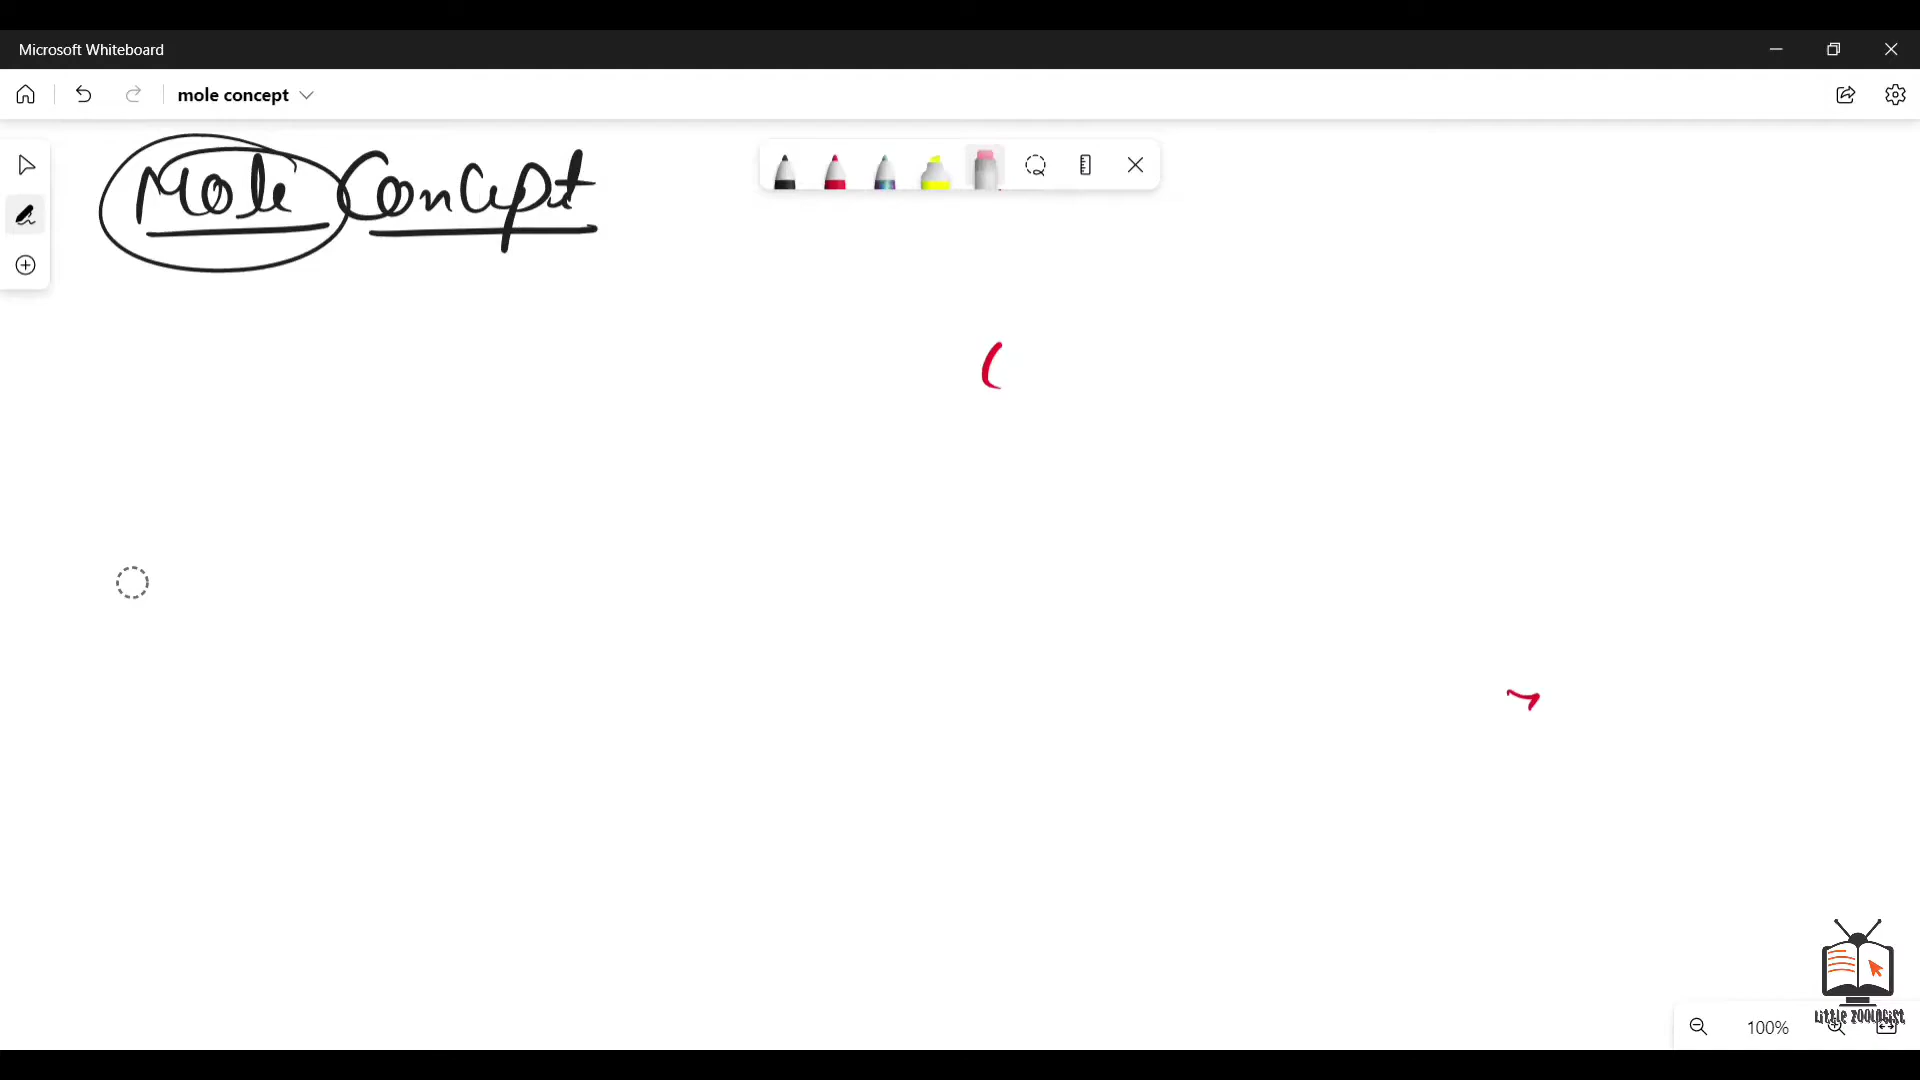 Microsoft Whiteboard
mole concept
Mole Concept
LittLE ZOOLOGIST
100%